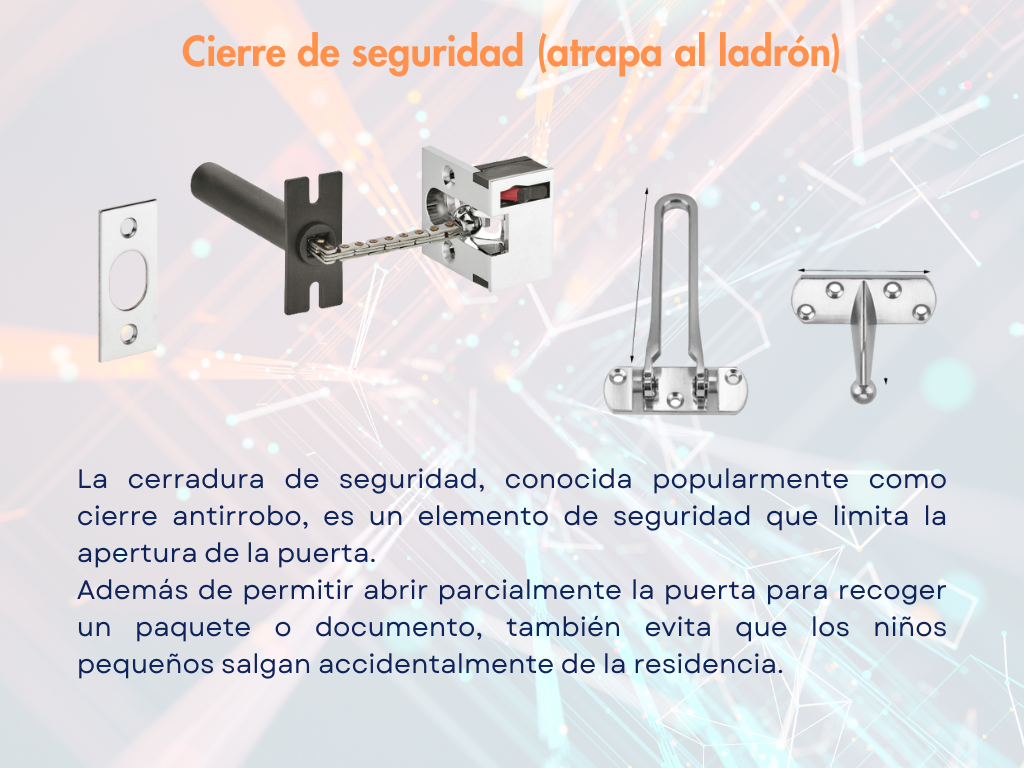 Cierre de seguridad (atrapa al ladrón)
La cerradura de seguridad, conocida popularmente como
cierre antirrobo, es un elemento de seguridad que limita la
apertura de la puerta.
Además de permitir abrir parcialmente la puerta para recoger
un paquete o documento, también evita que los niños
pequeños salgan accidentalmente de la residencia.